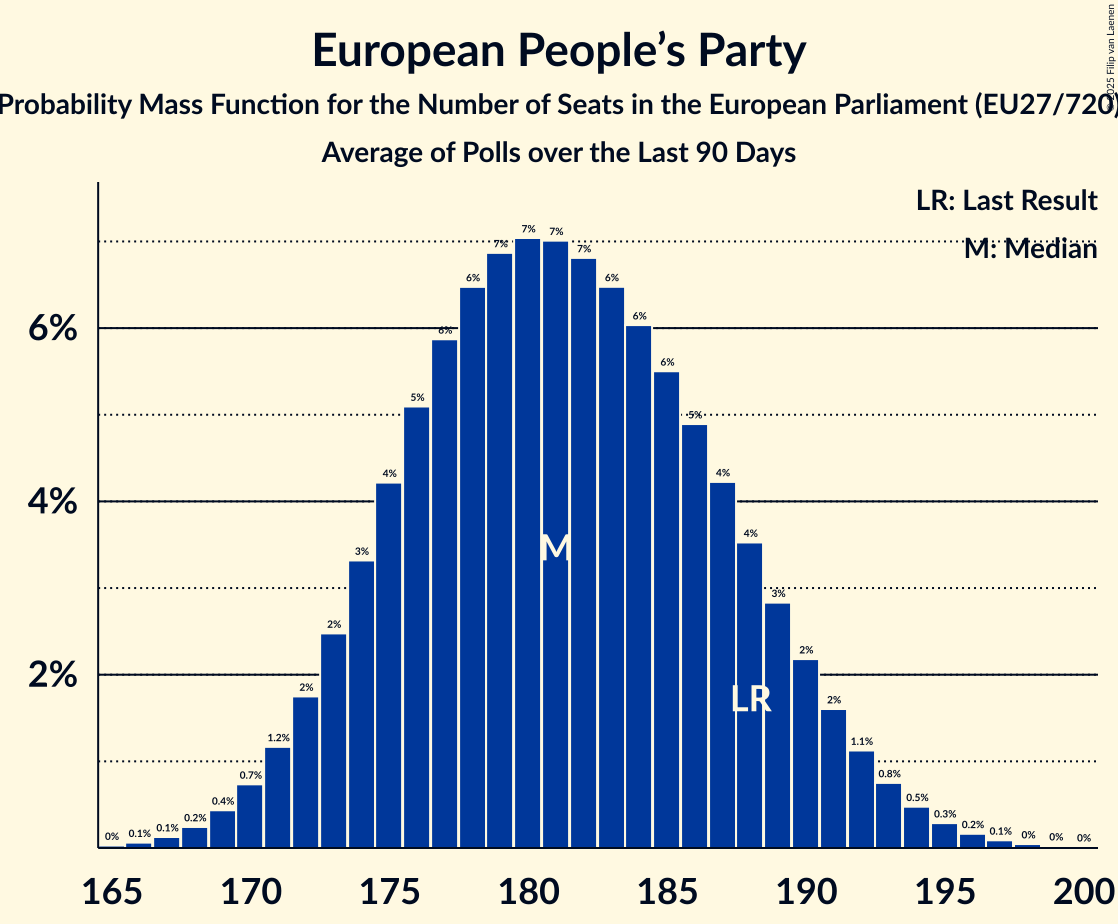 European People’s Party
Probability Mass Function for the Number of Seats in the European Parliament (EU27/720)
Average of Polls over the Last 90 Days
© 2025 Filip van Laenen
LR: Last Result
M: Median
6%
4%
2%
0% 0.1% 0.1% 0.2% 0.4% 0.7% 1.2% 2% 2% 3% 4% 5% 6% 6% 7% 7% 7% 7% 6% 6% 6% 5% 4% 4% 3% 2% 2% 1.1% 0.8% 0.5% 0.3% 0.2% 0.1% 0% 0% 0%
M
LR
165 170 175 180 185 190 195 200